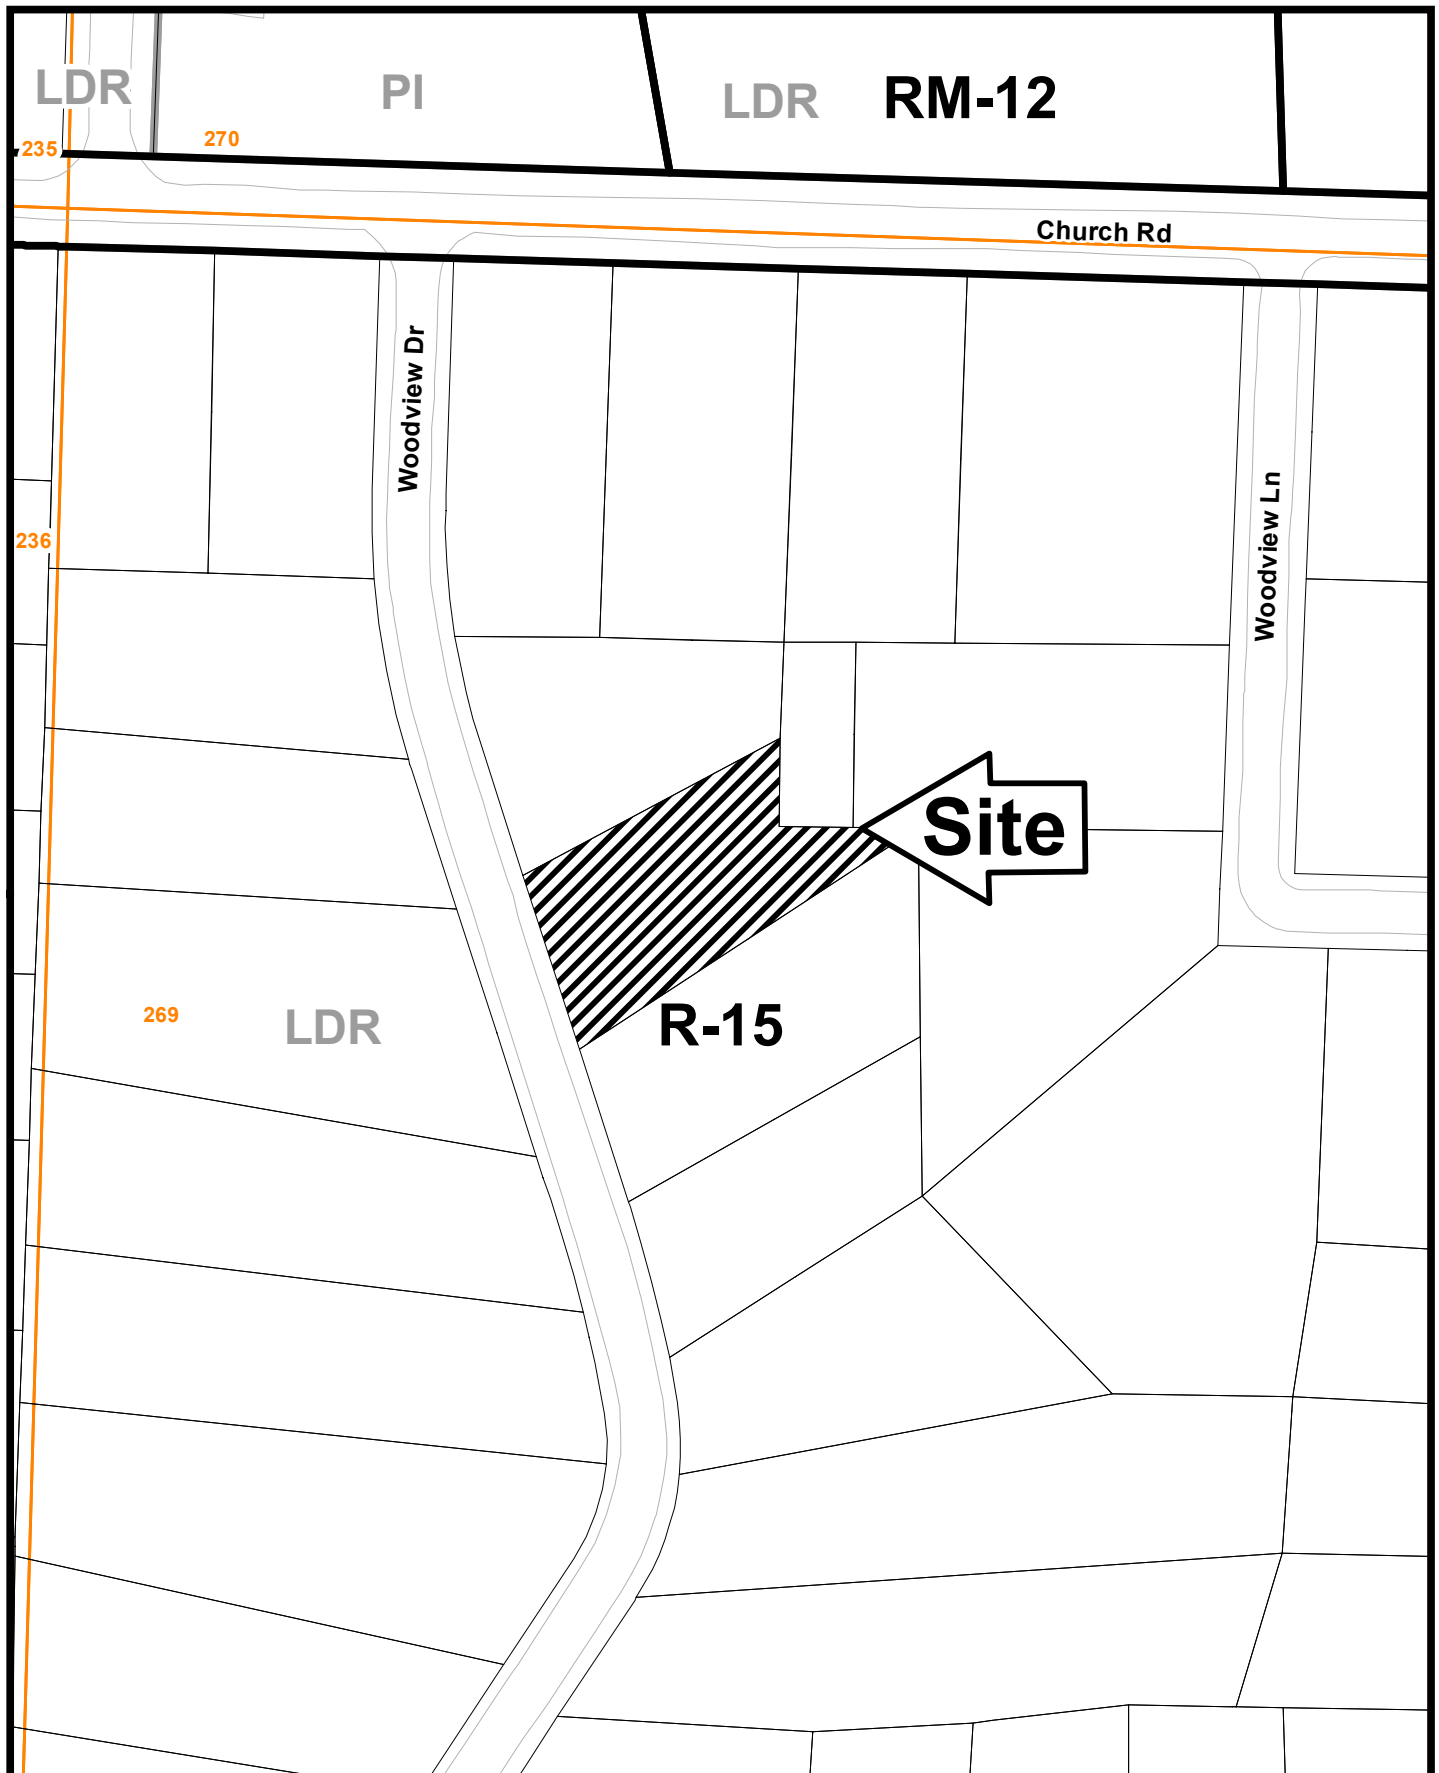 LDR
PI
LDR
RM-12
235
270
Church Rd
Woodview Dr
Woodview Ln
236
Site
269
LDR
R-15